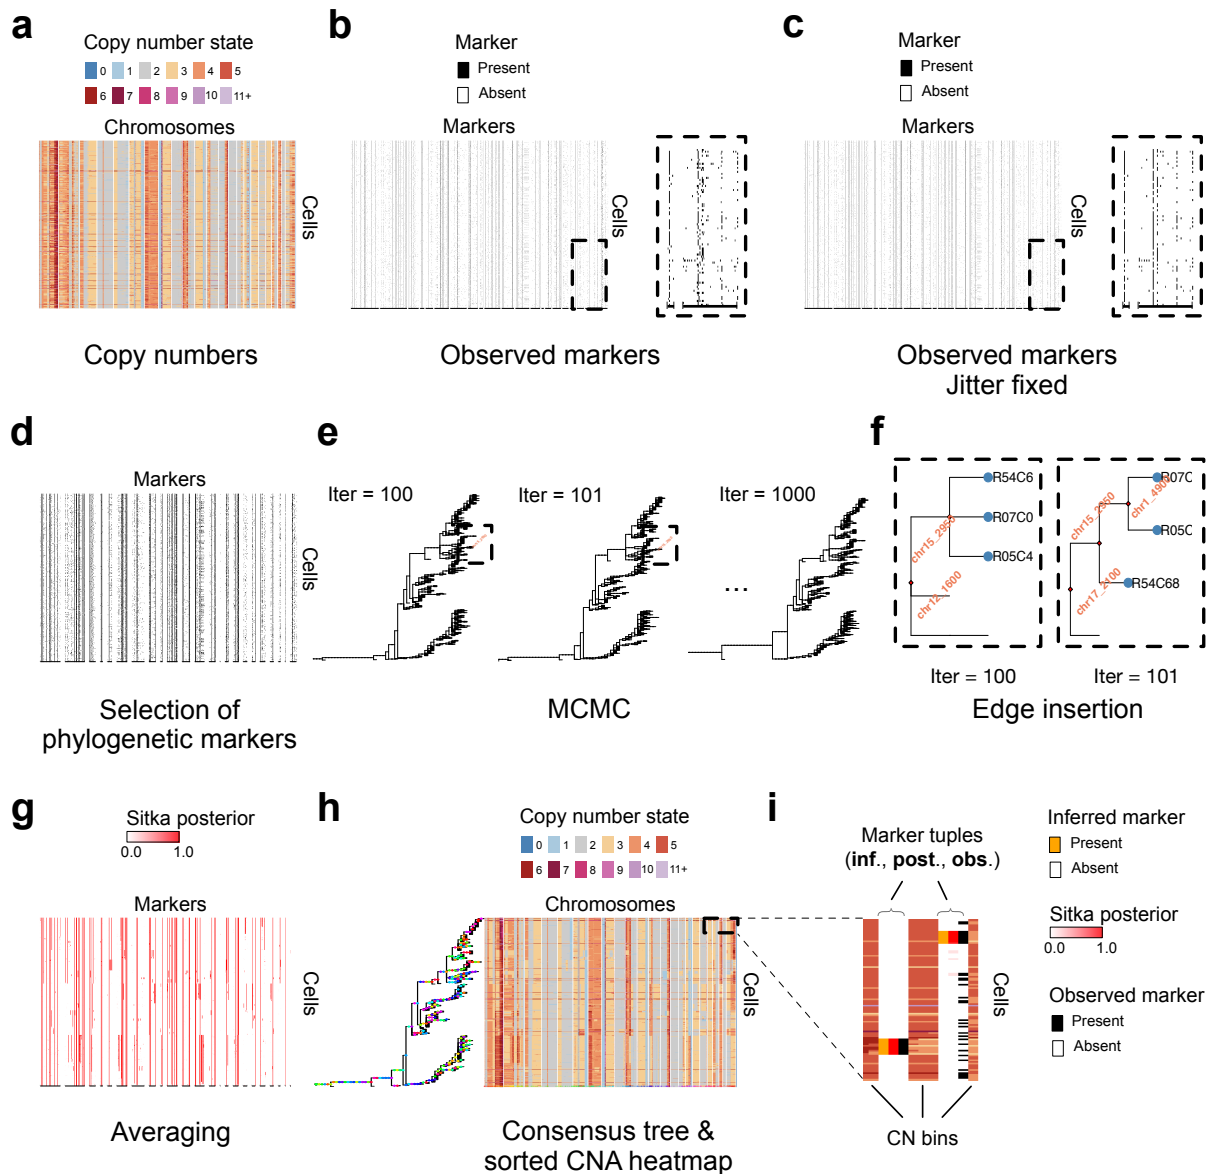 a
Copy number state
0 1 2 3 4 5
6 7 8 9 10 11+
Chromosomes
Cells
Copy numbers
b
Marker
Present
Absent
Markers
Cells
Observed markers
c
Marker
Present
Absent
Markers
Cells
Observed markers
Jitter fixed
d
Markers
Cells
Selection of
phylogenetic markers
e
Iter = 100
Iter = 101
Iter = 1000
...
MCMC
f
R54C6
R07C0
R05C4
chr15_2950
chr12_1600
Iter = 100
R07C
R05C
R54C68
chr15_2950
chr1_490
chr17_2100
Iter = 101
Edge insertion
g
Sitka posterior
0.0 1.0
Markers
Cells
Averaging
h
Copy number state
0 1 2 3 4 5
6 7 8 9 10 11+
Chromosomes
Cells
Consensus tree &
sorted CNA heatmap
i
Marker tuples
(inf., post., obs.)
Cells
CN bins
Inferred marker
Present
Absent
Sitka posterior
0.0 1.0
Observed marker
Present
Absent